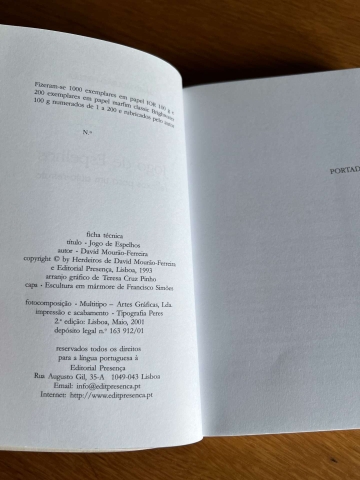 Fizeram-se 1000 exemplares em papel IOR 100 g e
200 exemplares em papel marfim classic Brightwater
100 g numerados de 1 a 200 e rubricados pelo autor
N.º
ficha técnica
título - Jogo de Espelhos
autor - David Mourão-Ferreira
copyright © by Herdeiros de David Mourão-Ferreira
e Editorial Presença, Lisboa, 1993
arranjo gráfico de Teresa Cruz Pinho
capa - Escultura em mármore de Francisco Simões
fotocomposição - Multitipo — Artes Gráficas, Lda.
impressão e acabamento - Tipografia Peres
2.ª edição: Lisboa, Maio, 2001
depósito legal n.º 163 912/01
reservados todos os direitos
para a língua portuguesa à
Editorial Presença
Rua Augusto Gil, 35-A 1049-043 Lisboa
Email: info@editpresenca.pt
Internet: http://www.editpresenca.pt
PORTAD